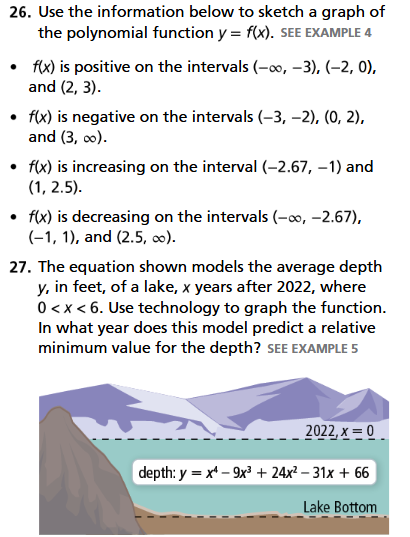 26. Use the information below to sketch a graph of
the polynomial function y = f(x). SEE EXAMPLE 4
• f(x) is positive on the intervals (−∞, −3), (−2, 0),
and (2, 3).
• f(x) is negative on the intervals (−3, −2), (0, 2),
and (3, ∞).
• f(x) is increasing on the interval (−2.67, −1) and
(1, 2.5).
• f(x) is decreasing on the intervals (−∞, −2.67),
(−1, 1), and (2.5, ∞).
27. The equation shown models the average depth
y, in feet, of a lake, x years after 2022, where
0 < x < 6. Use technology to graph the function.
In what year does this model predict a relative
minimum value for the depth? SEE EXAMPLE 5
2022, x = 0
depth: y = x⁴ − 9x³ + 24x² − 31x + 66
Lake Bottom